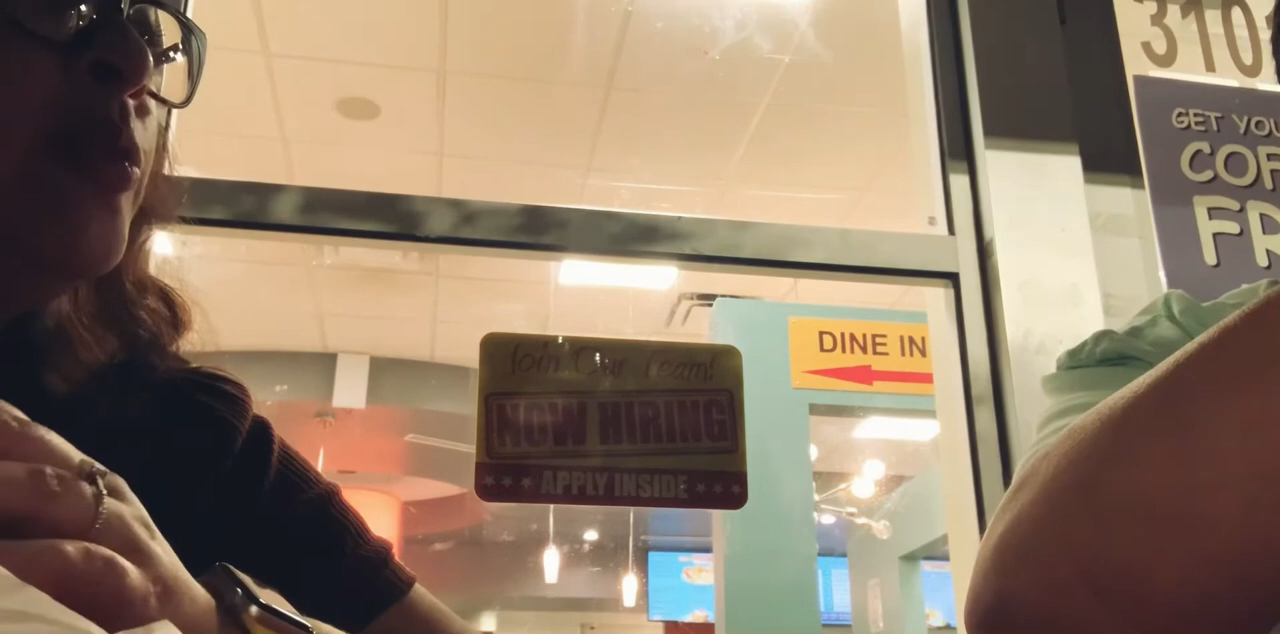 310
GET YOU
COF
FR
DINE IN
Join Our Team!
NOW HIRING
APPLY INSIDE